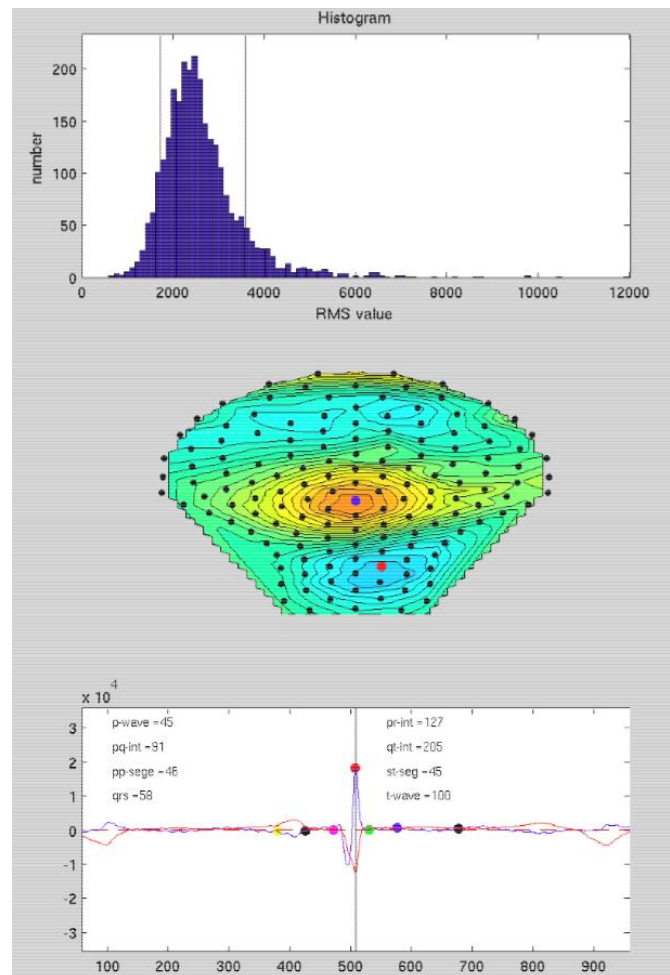 Histogram
200
150
100
50
0
number
0 2000 4000 6000 8000 10000 12000
RMS value
x 10
4
p-wave =45 pr-int =127
pq-int =91 qt-int =205
pp-sege =46 st-seg =45
qrs =58 t-wave =100
3
2
1
0
-1
-2
-3
100 200 300 400 500 600 700 800 900